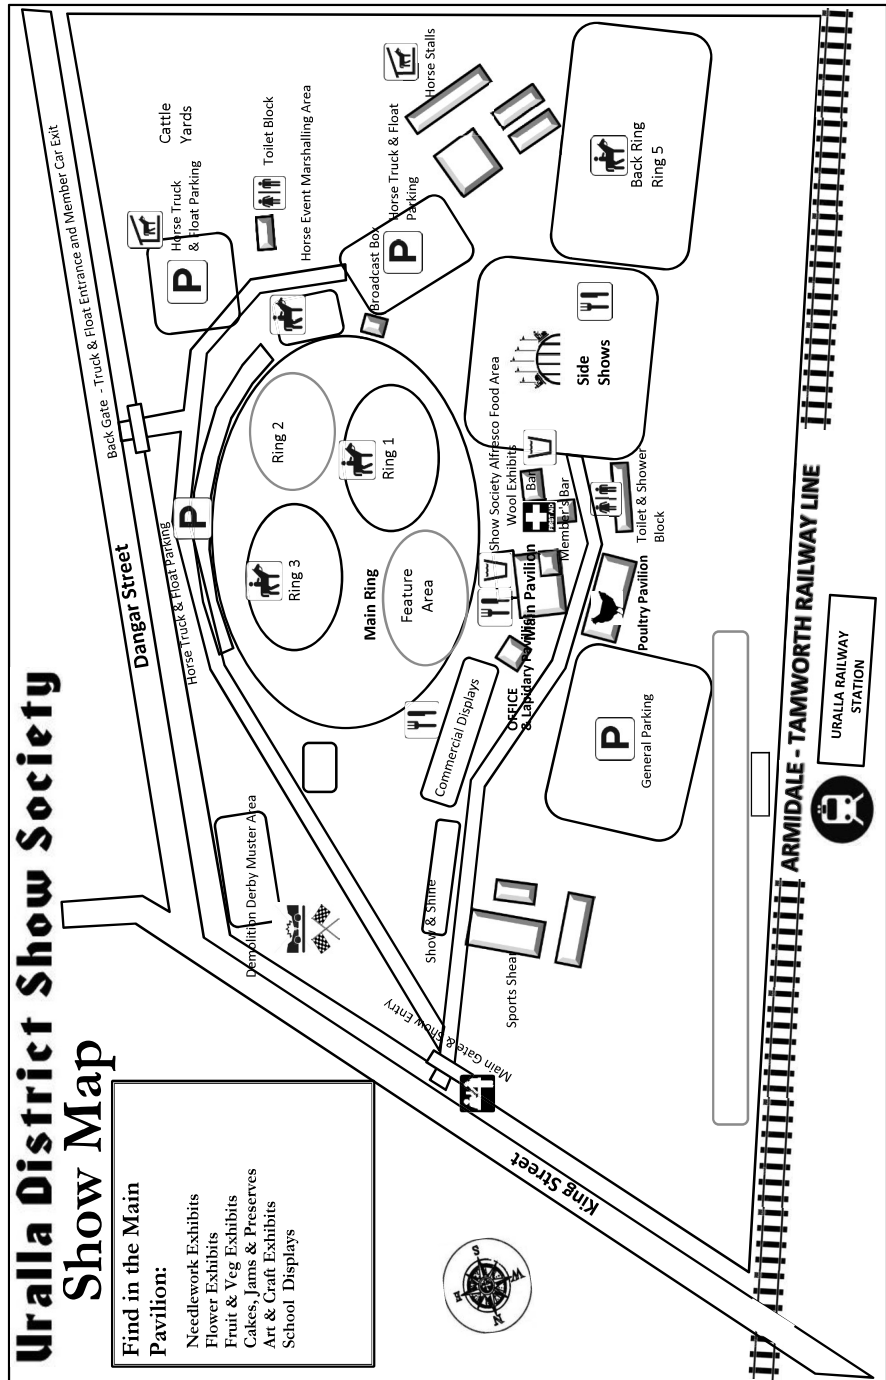 Uralla District Show Society
Show Map
Find in the Main
Pavilion:
Needlework Exhibits
Flower Exhibits
Fruit & Veg Exhibits
Cakes, Jams & Preserves
Art & Craft Exhibits
School Displays
Dangar Street
Back Gate - Truck & Float Entrance and Member Car Exit
Horse Truck & Float Parking
P
Cattle
Yards
Horse Truck
& Float Parking
P
Toilet Block
Horse Event Marshalling Area
Horse Truck & Float
Parking
P
Horse Stalls
Broadcast Box
Back Ring
Ring 5
Ring 2
Ring 1
Ring 3
Main Ring
Feature
Area
Side
Shows
Show Society Alfresco Food Area
Wool Exhibits
Bar
FIRST AID
Member's Bar
Toilet & Shower
Block
Main Pavilion
OFFICE
& Lapidary Pavilion
Poultry Pavilion
Commercial Displays
P
General Parking
Demolition Derby Muster Area
Show & Shine
Sports Shear
Main Gate & Show Entry
King Street
ARMIDALE - TAMWORTH RAILWAY LINE
URALLA RAILWAY
STATION
N
E
S
W